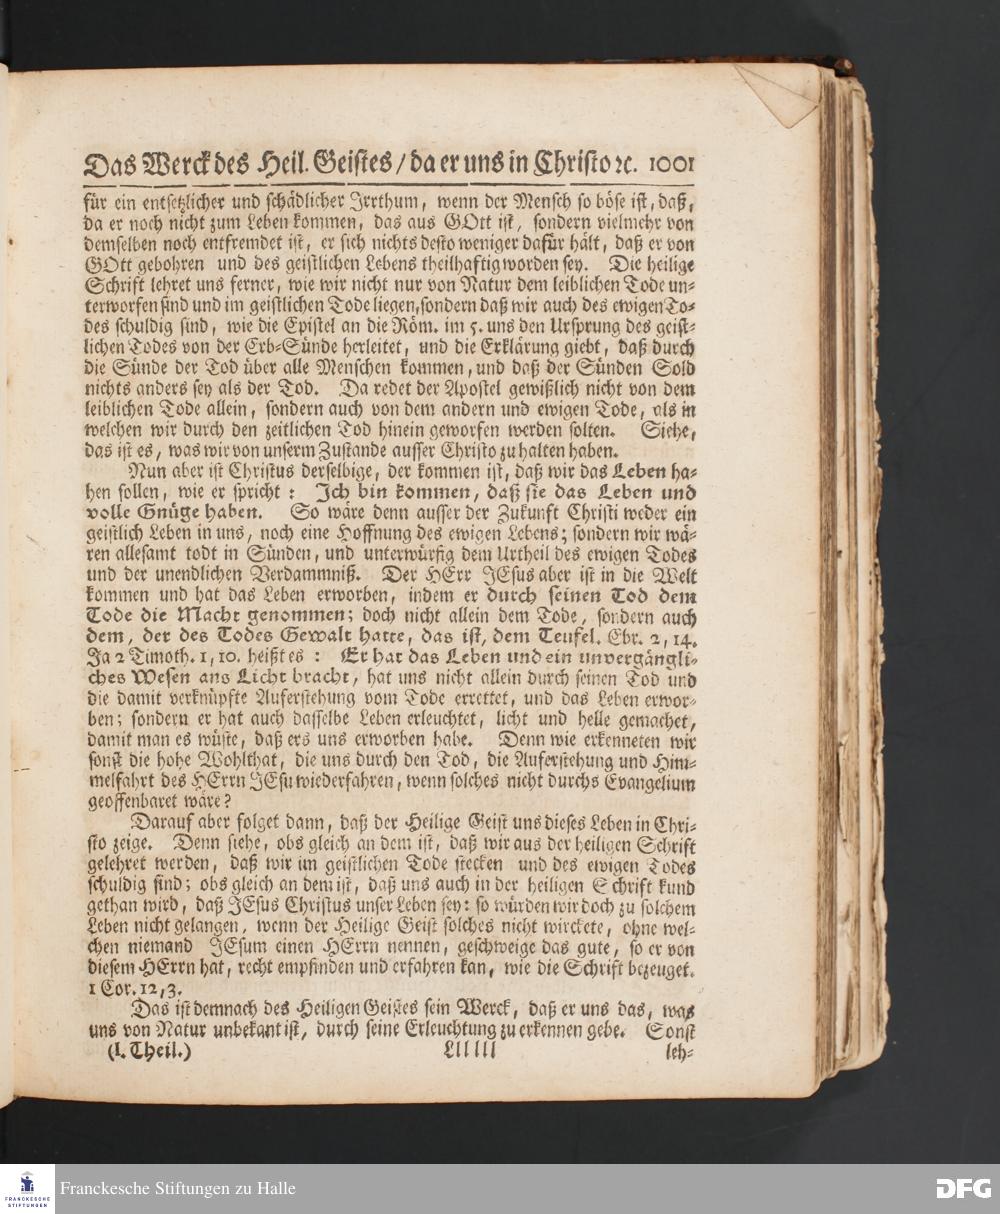 Das Werck des Heil. Geistes / da er uns in Christo ꝛc. 1001
für ein entsetzlicher und schädlicher Irrthum, wenn der Mensch so böse ist, daß,
da er noch nicht zum Leben kommen, das aus GOtt ist, sondern vielmehr von
demselben noch entfremdet ist, er sich nichts desto weniger dafür hält, daß er von
GOtt gebohren und des geistlichen Lebens theilhaftig worden sey. Die heilige
Schrift lehret uns ferner, wie wir nicht nur von Natur dem leiblichen Tode un-
terworfen sind und im geistlichen Tode liegen, sondern daß wir auch des ewigen To-
des schuldig sind, wie die Epistel an die Röm. im 5. uns den Ursprung des geist-
lichen Todes von der Erb-Sünde herleitet, und die Erklärung giebt, daß durch
die Sünde der Tod über alle Menschen kommen, und daß der Sünden Sold
nichts anders sey als der Tod. Da redet der Apostel gewißlich nicht von dem
leiblichen Tode allein, sondern auch von dem andern und ewigen Tode, als in
welchen wir durch den zeitlichen Tod hinein geworfen werden solten. Siehe,
das ist es, was wir von unserm Zustande ausser Christo zu halten haben.
Nun aber ist Christus derselbige, der kommen ist, daß wir das Leben ha-
hen sollen, wie er spricht: Ich bin kommen, daß sie das Leben und
volle Gnüge haben. So wäre denn ausser der Zukunft Christi weder ein
geistlich Leben in uns, noch eine Hoffnung des ewigen Lebens; sondern wir wä-
ren allesamt todt in Sünden, und unterwürfig dem Urtheil des ewigen Todes
und der unendlichen Verdammniß. Der HErr JEsus aber ist in die Welt
kommen und hat das Leben erworben, indem er durch seinen Tod dem
Tode die Macht genommen; doch nicht allein dem Tode, sondern auch
dem, der des Todes Gewalt hatte, das ist, dem Teufel. Ebr. 2, 14.
Ja 2 Timoth. 1, 10. heißt es: Er hat das Leben und ein unvergängli-
ches Wesen ans Licht bracht, hat uns nicht allein durch seinen Tod und
die damit verknüpfte Auferstehung vom Tode errettet, und das Leben erwor-
ben; sondern er hat auch dasselbe Leben erleuchtet, licht und helle gemachet,
damit man es wüste, daß ers uns erworben habe. Denn wie erkenneten wir
sonst die hohe Wohlthat, die uns durch den Tod, die Auferstehung und Him-
melfahrt des HErrn JEsu wiederfahren, wenn solches nicht durchs Evangelium
geoffenbaret wäre?
Darauf aber folget dann, daß der Heilige Geist uns dieses Leben in Chri-
sto zeige. Denn siehe, obs gleich an dem ist, daß wir aus der heiligen Schrift
gelehret werden, daß wir im geistlichen Tode stecken und des ewigen Todes
schuldig sind; obs gleich an dem ist, daß uns auch in der heiligen Schrift kund
gethan wird, daß JEsus Christus unser Leben sey: so würden wir doch zu solchem
Leben nicht gelangen, wenn der Heilige Geist solches nicht wirckete, ohne wel-
chen niemand JEsum einen HErrn nennen, geschweige das gute, so er von
diesem HErrn hat, recht empfinden und erfahren kan, wie die Schrift bezeuget.
1 Cor. 12, 3.
Das ist demnach des Heiligen Geistes sein Werck, daß er uns das, was
uns von Natur unbekant ist, durch seine Erleuchtung zu erkennen gebe. Sonst
(I. Theil.) Lll lll leh-
FRANCKESCHE
STIFTUNGEN
Franckesche Stiftungen zu Halle
DFG